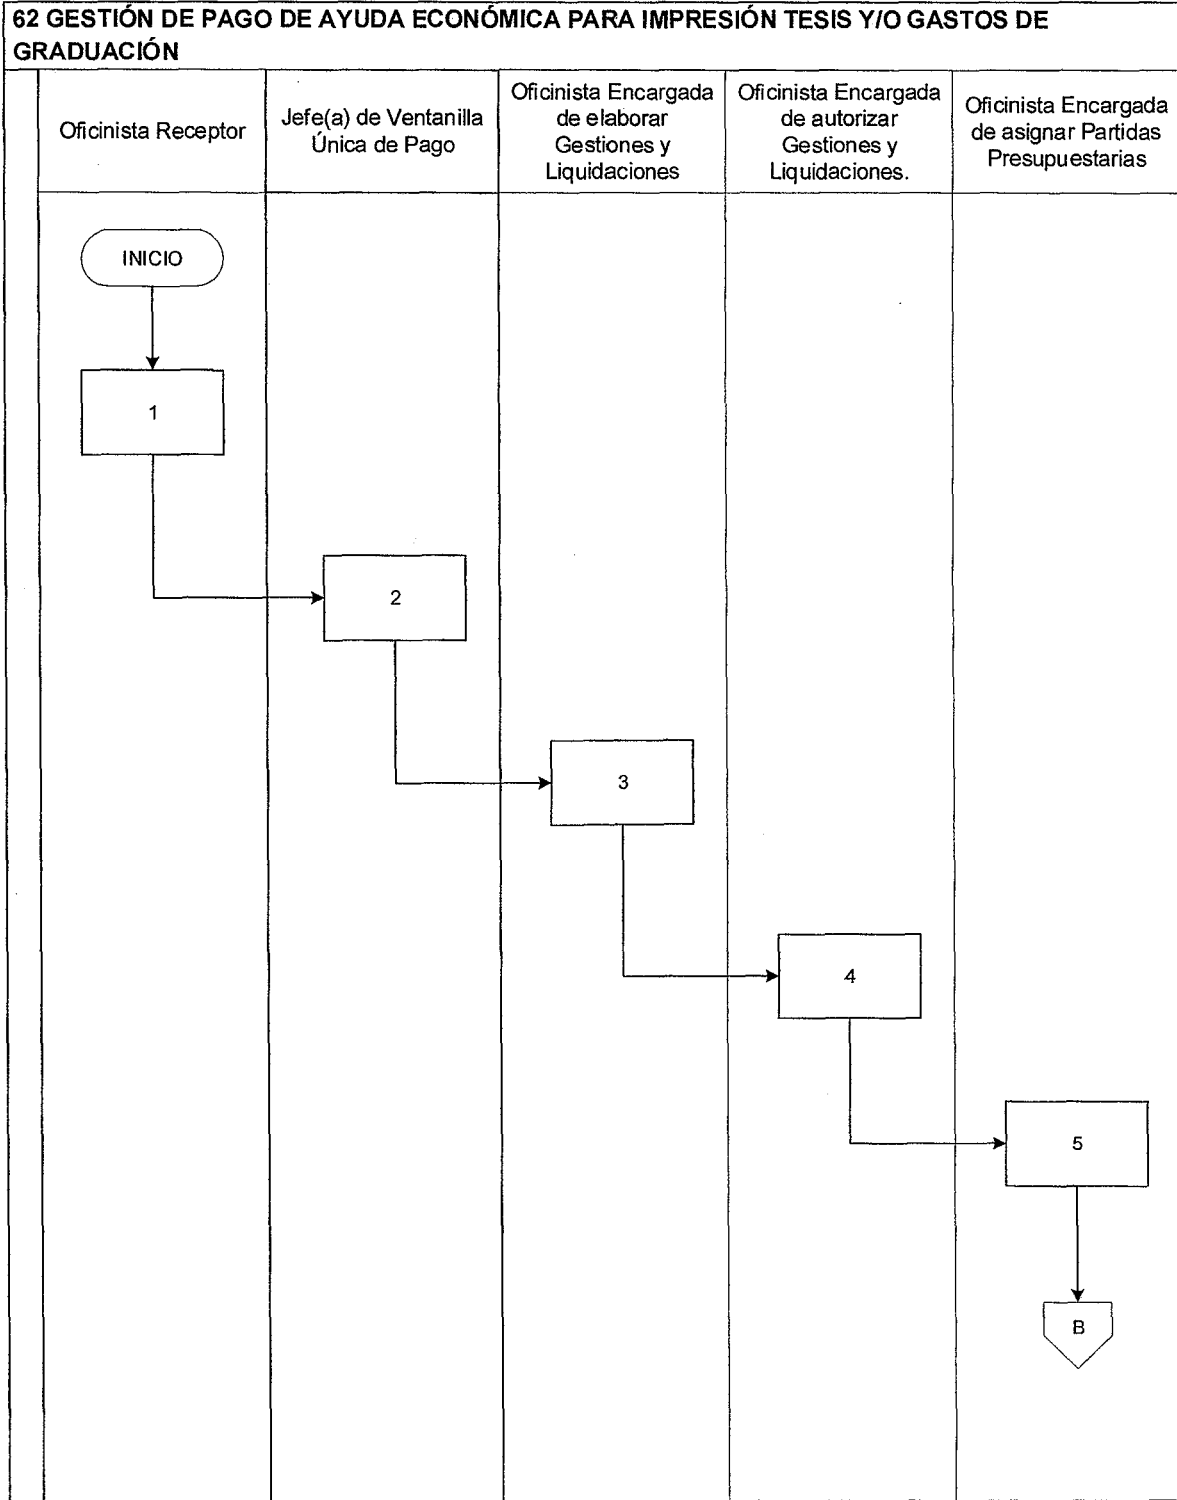 62 GESTIÓN DE PAGO DE AYUDA ECONÓMICA PARA IMPRESIÓN TESIS Y/O GASTOS DE
GRADUACIÓN
Oficinista Receptor
Jefe(a) de Ventanilla
Única de Pago
Oficinista Encargada
de elaborar
Gestiones y
Liquidaciones
Oficinista Encargada
de autorizar
Gestiones y
Liquidaciones.
Oficinista Encargada
de asignar Partidas
Presupuestarias
INICIO
1
2
3
4
5
B